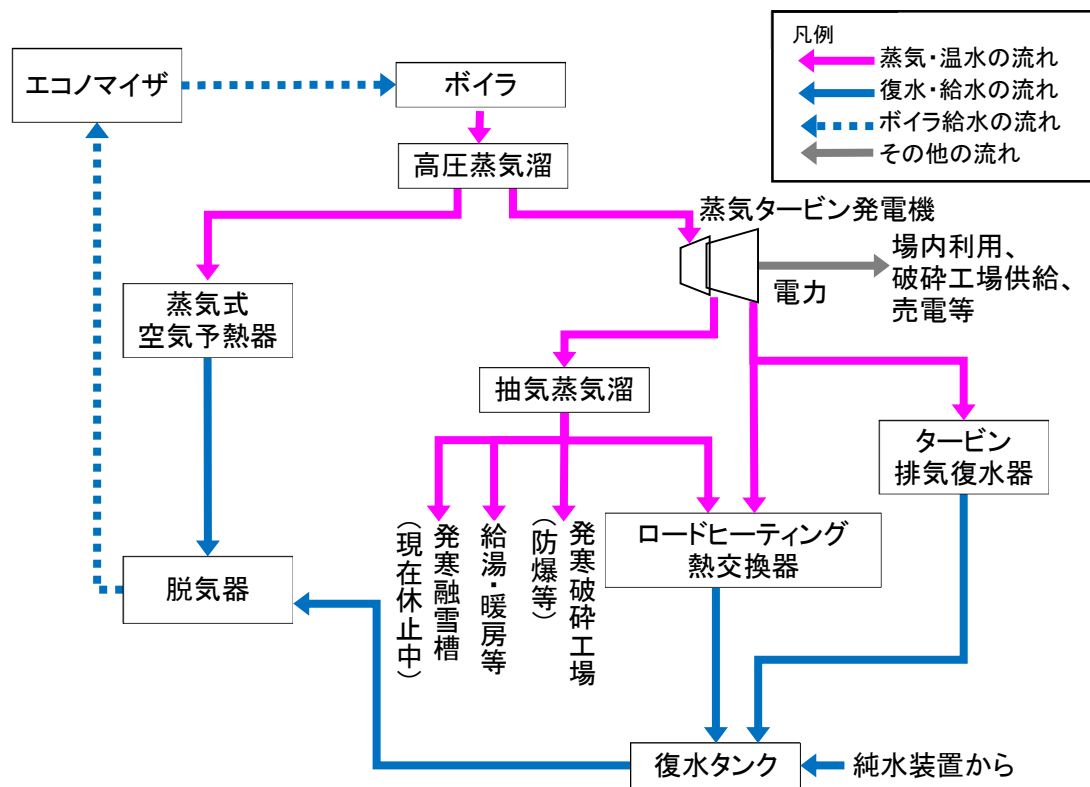 凡例
蒸気・温水の流れ
復水・給水の流れ
ボイラ給水の流れ
その他の流れ
エコノマイザ
ボイラ
高圧蒸気溜
蒸気タービン発電機
場内利用、
破砕工場供給、
売電等
電力
蒸気式
空気予熱器
抽気蒸気溜
タービン
排気復水器
発寒融雪槽
（現在休止中）
給湯・暖房等
発寒破砕工場
（防爆等）
ロードヒーティング
熱交換器
脱気器
復水タンク
純水装置から